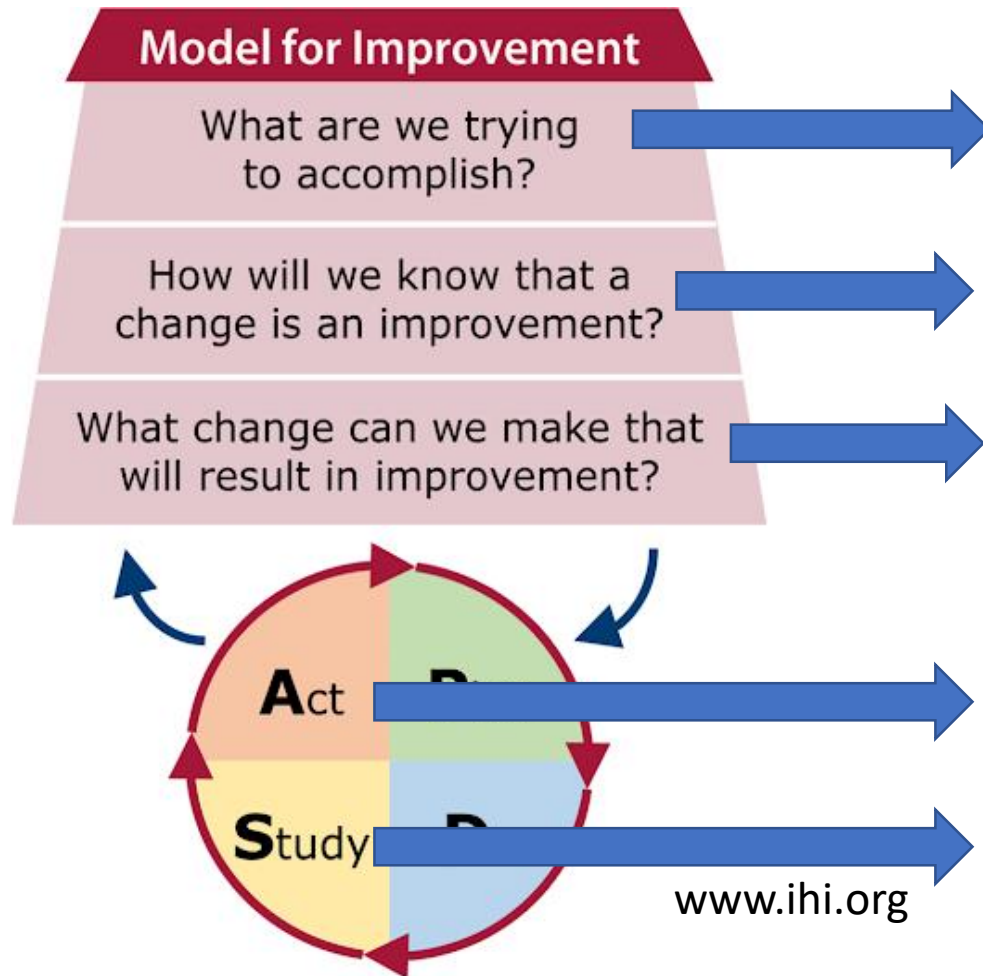 Model for Improvement
What are we trying
to accomplish?
How will we know that a
change is an improvement?
What change can we make that
will result in improvement?
Act
Study
www.ihi.org